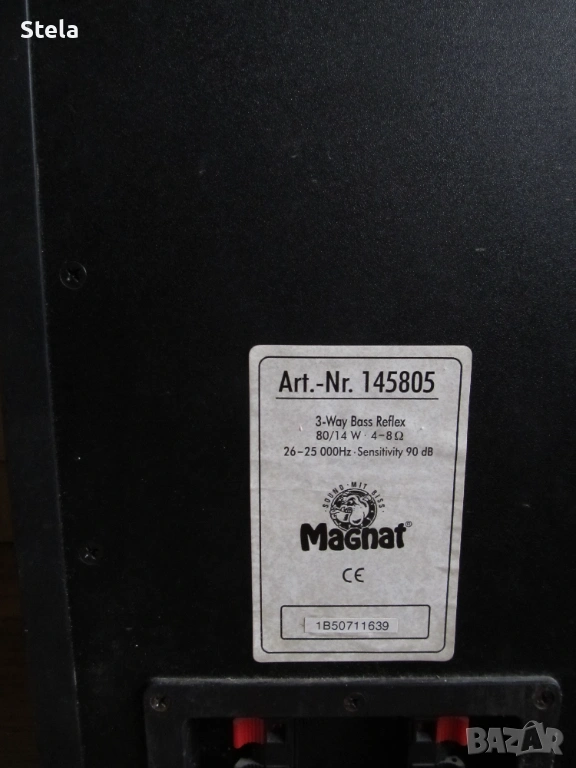 Stela
Art.-Nr. 145805
3-Way Bass Reflex
80/14 W · 4-8 Ω
26-25 000Hz · Sensitivity 90 dB
·SOUND·MIT·BISS·
Magnat®
CE
1B50711639
BAZAR